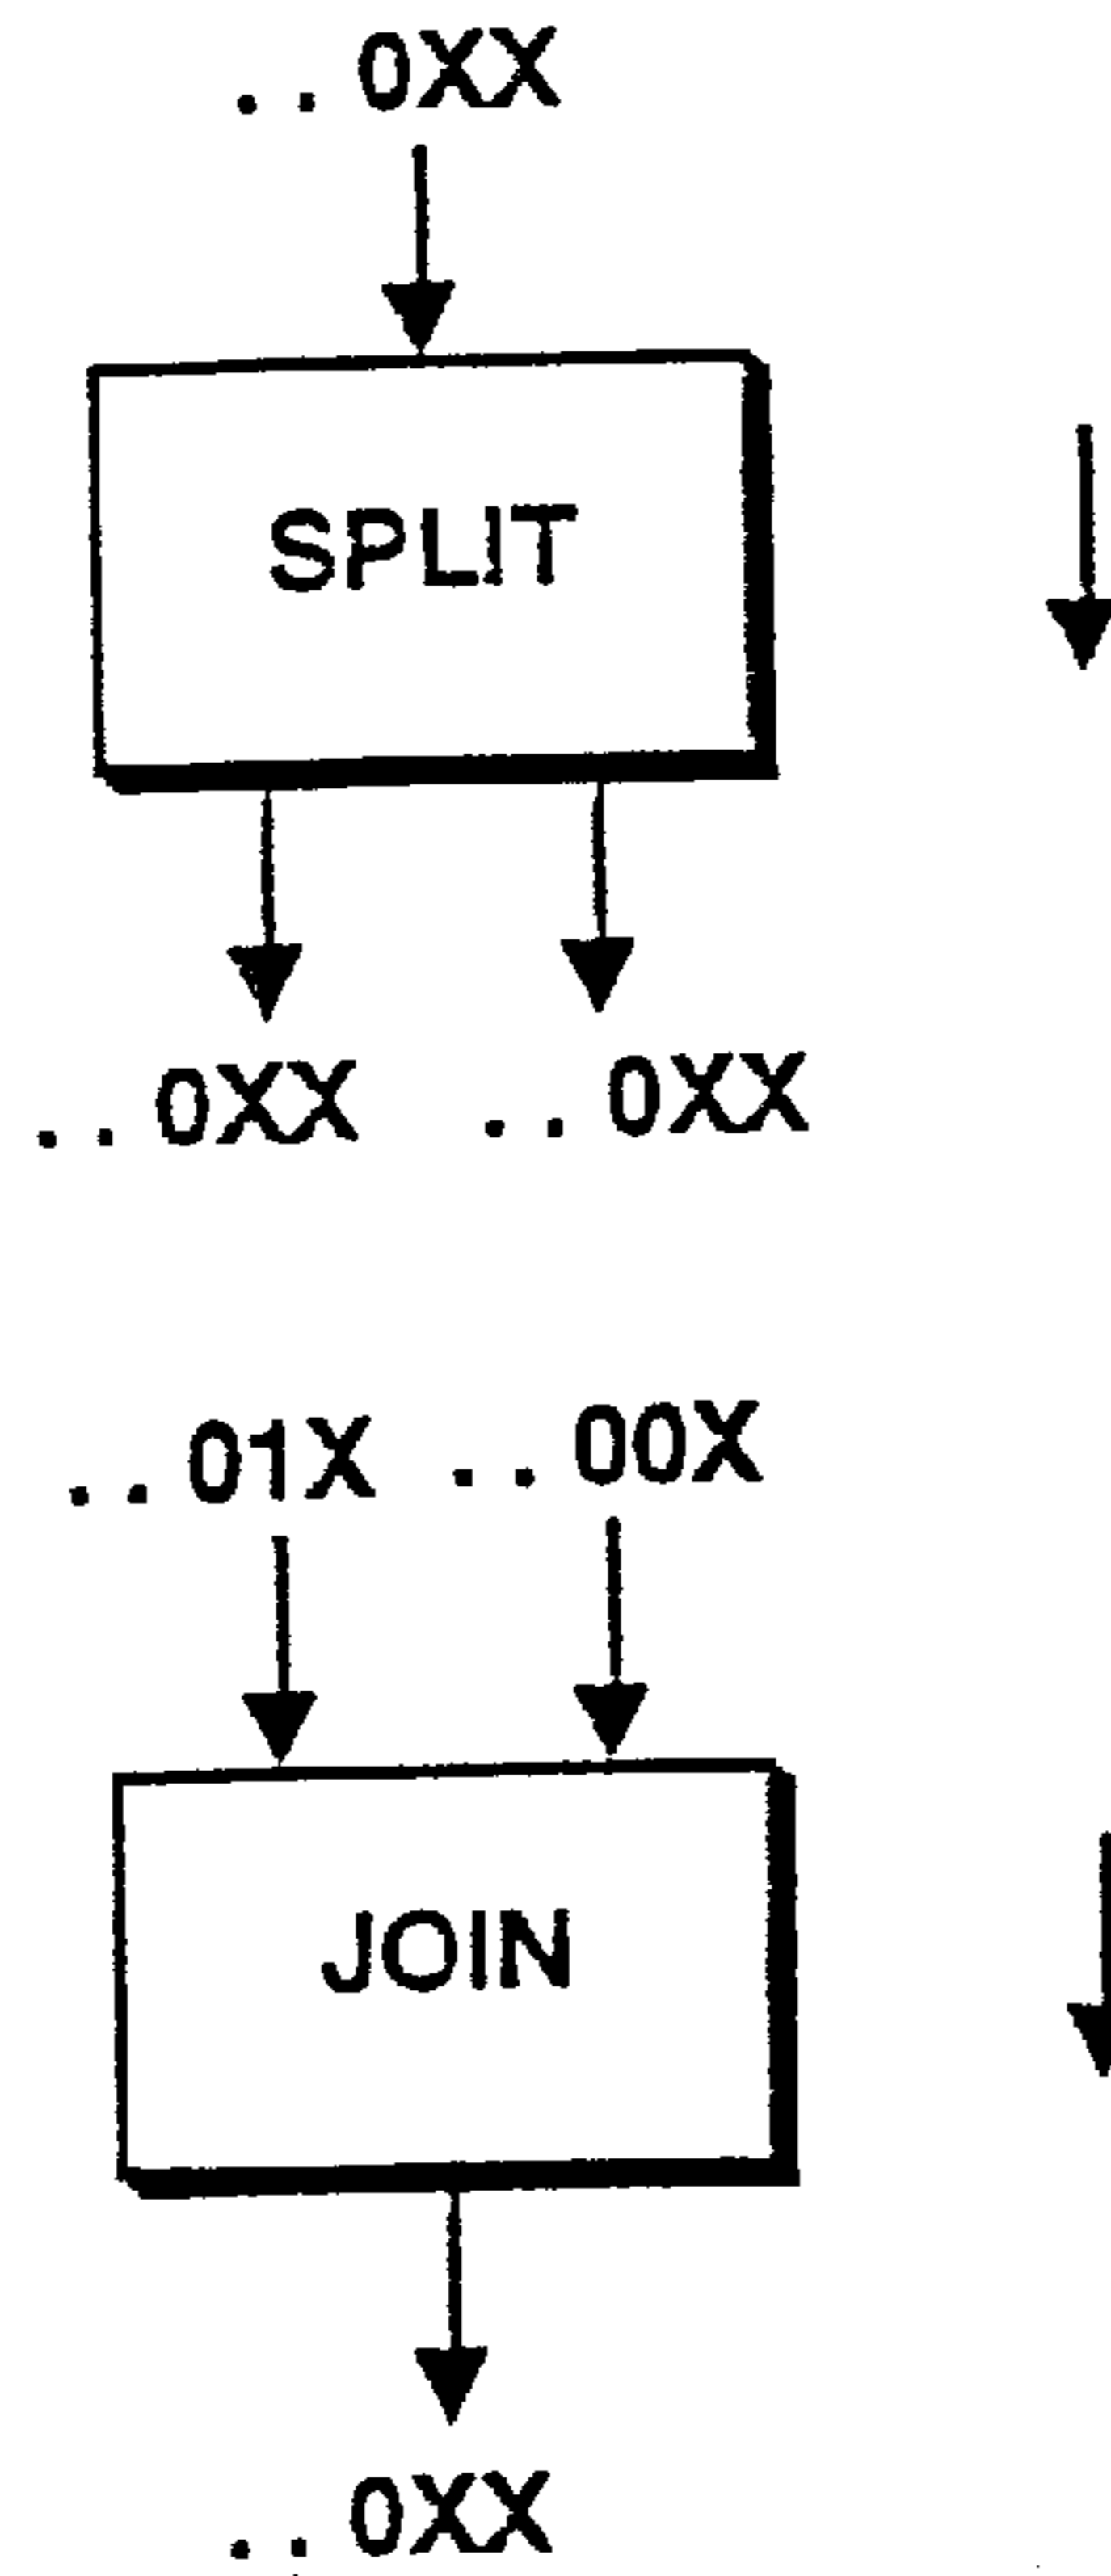 . . 0XX
SPLIT
. . 0XX . . 0XX
. . 01X . . 00X
JOIN
. . 0XX